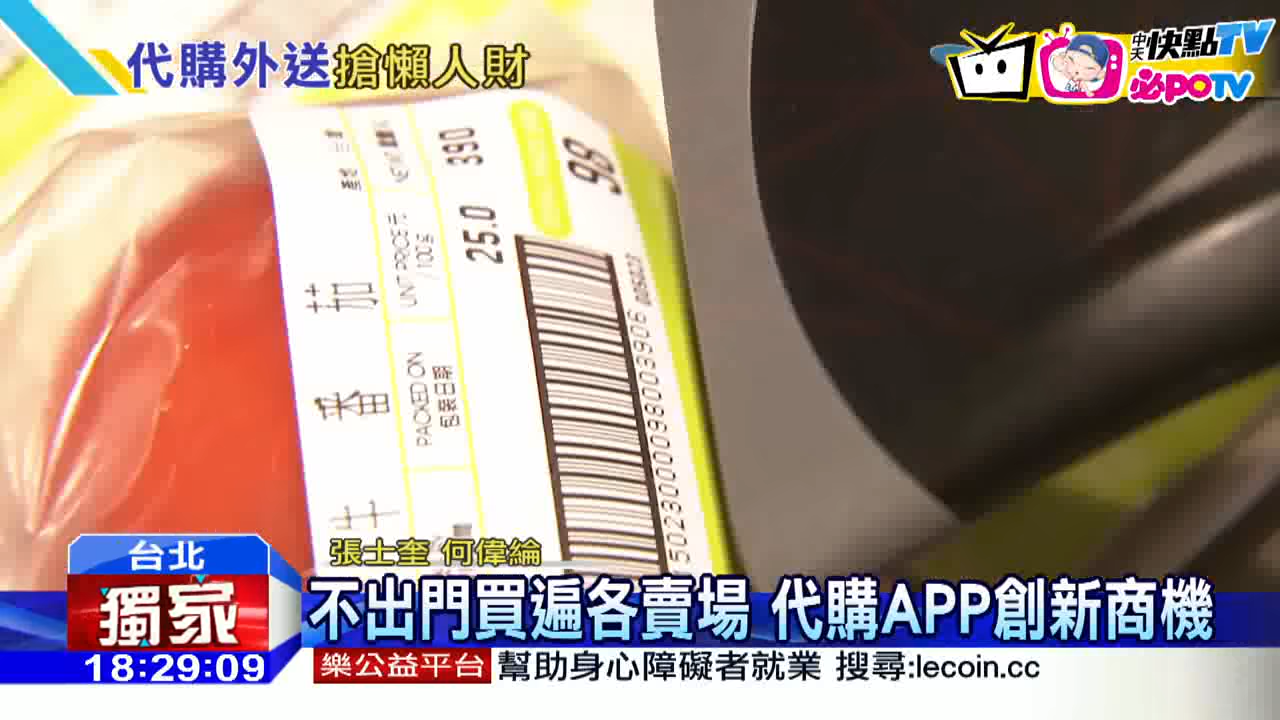 代購外送搶懶人財
中天快點TV
必POTV
牛番茄
UNIT PRICE 元
/100g
PACKED ON
包裝日期
390
25.0
98
台北
獨家
18:29:09
張士奎 何偉綸
不出門買遍各賣場 代購APP創新商機
樂公益平台 幫助身心障礙者就業 搜尋:lecoin.cc